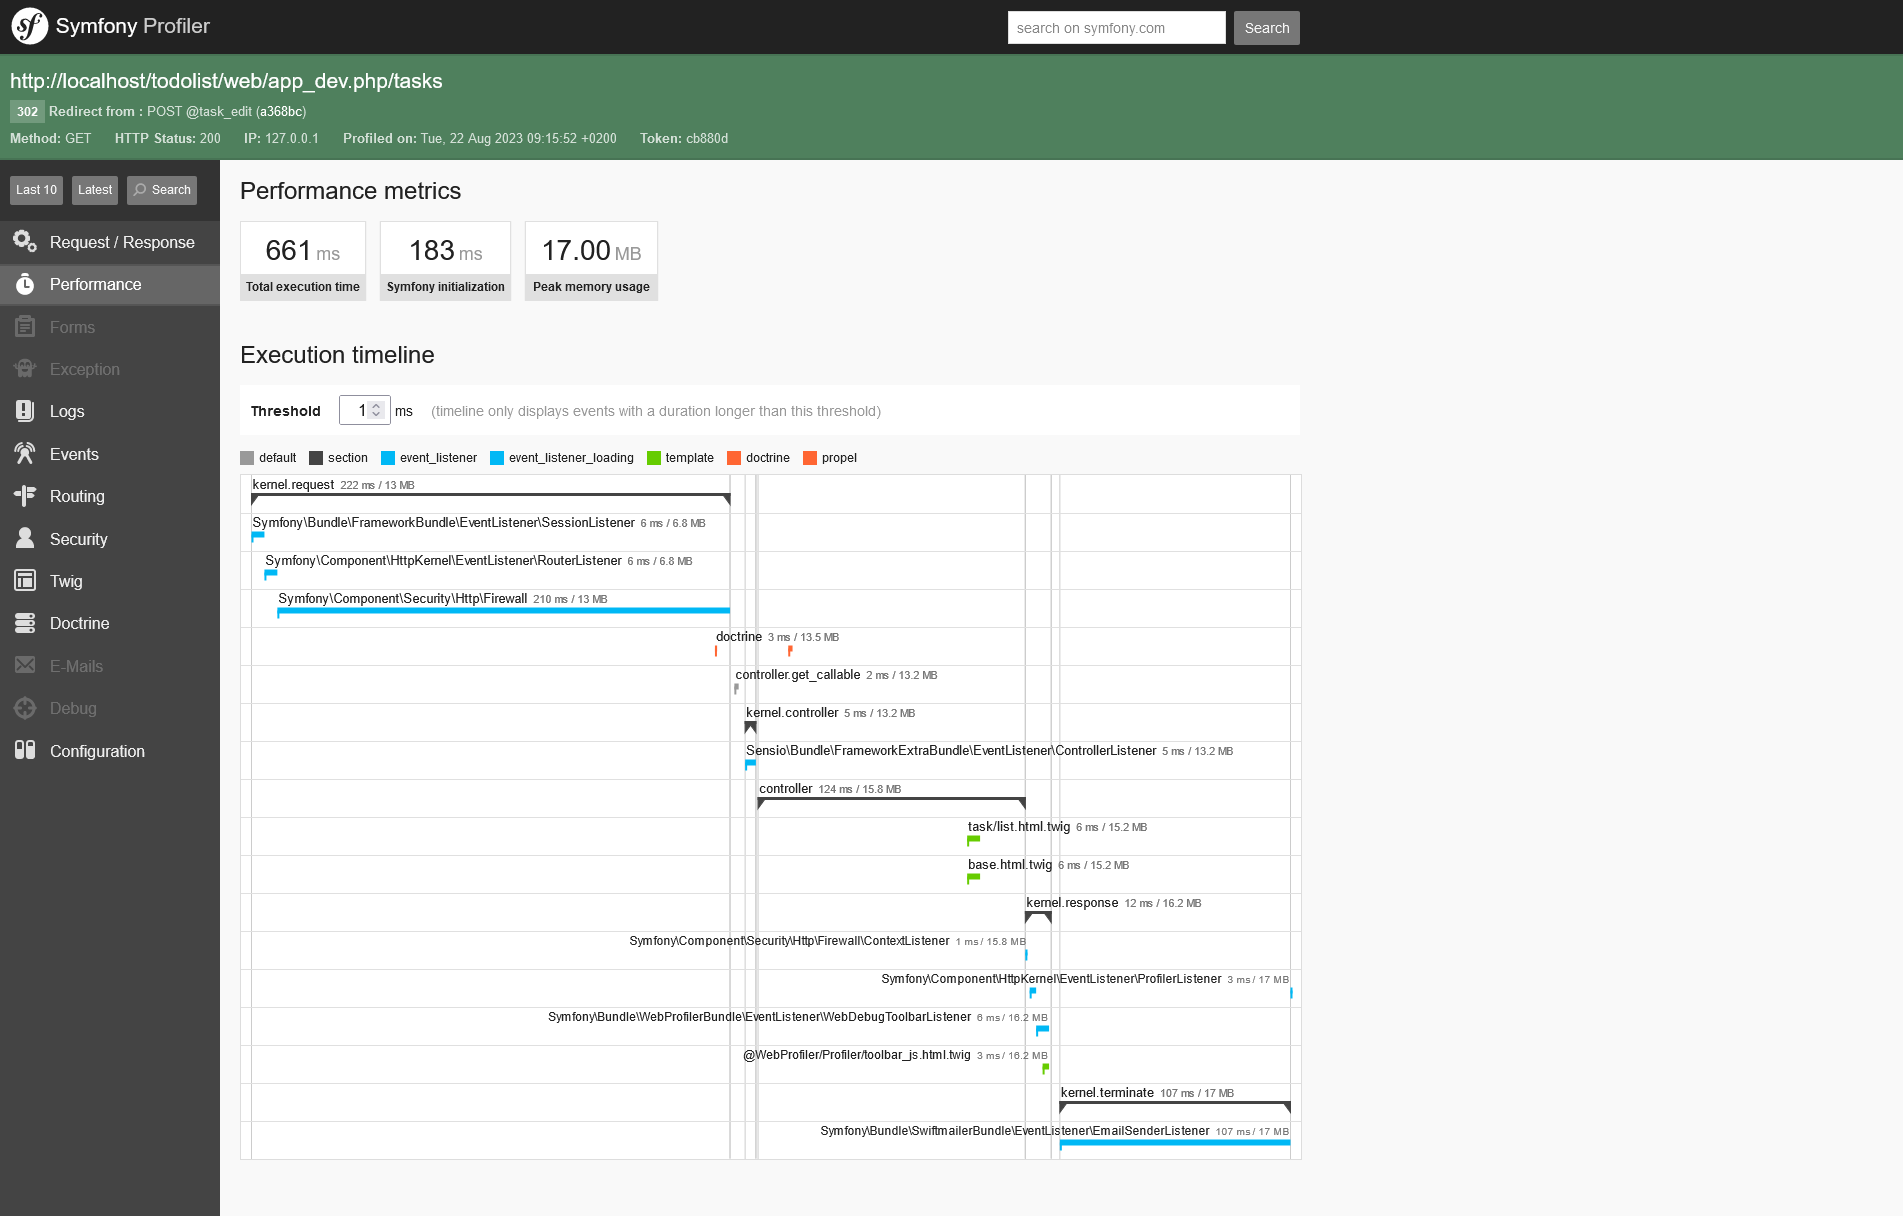 Symfony Profiler
search on symfony.com Search
http://localhost/todolist/web/app_dev.php/tasks
302 Redirect from : POST @task_edit (a368bc)
Method: GET HTTP Status: 200 IP: 127.0.0.1 Profiled on: Tue, 22 Aug 2023 09:15:52 +0200 Token: cb880d
Last 10 Latest Search
Request / Response
Performance
Forms
Exception
Logs
Events
Routing
Security
Twig
Doctrine
E-Mails
Debug
Configuration
Performance metrics
661 ms 183 ms 17.00 MB
Total execution time Symfony initialization Peak memory usage
Execution timeline
Threshold 1 ms (timeline only displays events with a duration longer than this threshold)
default section event_listener event_listener_loading template doctrine propel
kernel.request 222 ms / 13 MB
Symfony\Bundle\FrameworkBundle\EventListener\SessionListener 6 ms / 6.8 MB
Symfony\Component\HttpKernel\EventListener\RouterListener 6 ms / 6.8 MB
Symfony\Component\Security\Http\Firewall 210 ms / 13 MB
doctrine 3 ms / 13.5 MB
controller.get_callable 2 ms / 13.2 MB
kernel.controller 5 ms / 13.2 MB
Sensio\Bundle\FrameworkExtraBundle\EventListener\ControllerListener 5 ms / 13.2 MB
controller 124 ms / 15.8 MB
task/list.html.twig 6 ms / 15.2 MB
base.html.twig 6 ms / 15.2 MB
kernel.response 12 ms / 16.2 MB
Symfony\Component\Security\Http\Firewall\ContextListener 1 ms / 15.8 MB
Symfony\Component\HttpKernel\EventListener\ProfilerListener 3 ms / 17 MB
Symfony\Bundle\WebProfilerBundle\EventListener\WebDebugToolbarListener 6 ms / 16.2 MB
@WebProfiler/Profiler/toolbar_js.html.twig 3 ms / 16.2 MB
kernel.terminate 107 ms / 17 MB
Symfony\Bundle\SwiftmailerBundle\EventListener\EmailSenderListener 107 ms / 17 MB